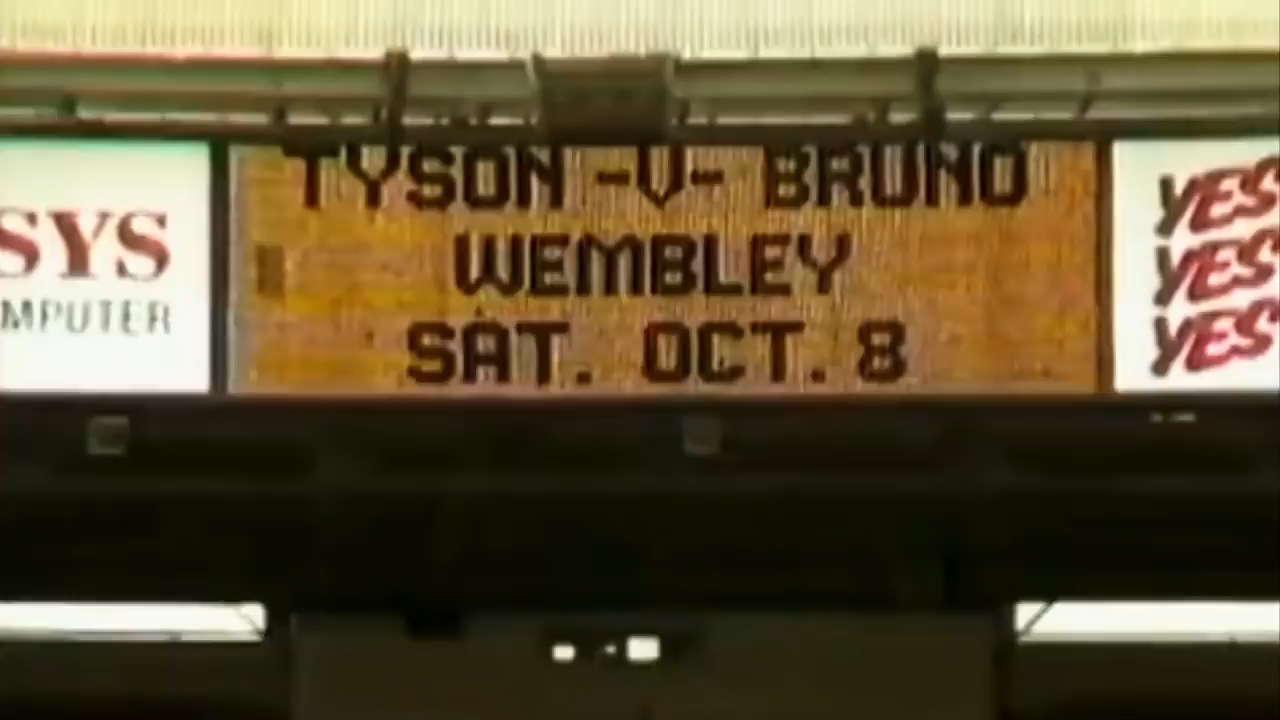 TYSON -V- BRUNO
WEMBLEY
SAT. OCT. 8
SYS
MPUTER
YES
YES
YES